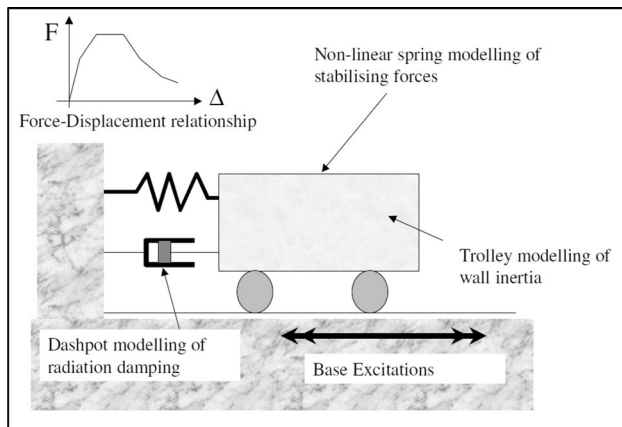 F
Δ
Force-Displacement relationship
Non-linear spring modelling of
stabilising forces
Trolley modelling of
wall inertia
Dashpot modelling of
radiation damping
Base Excitations